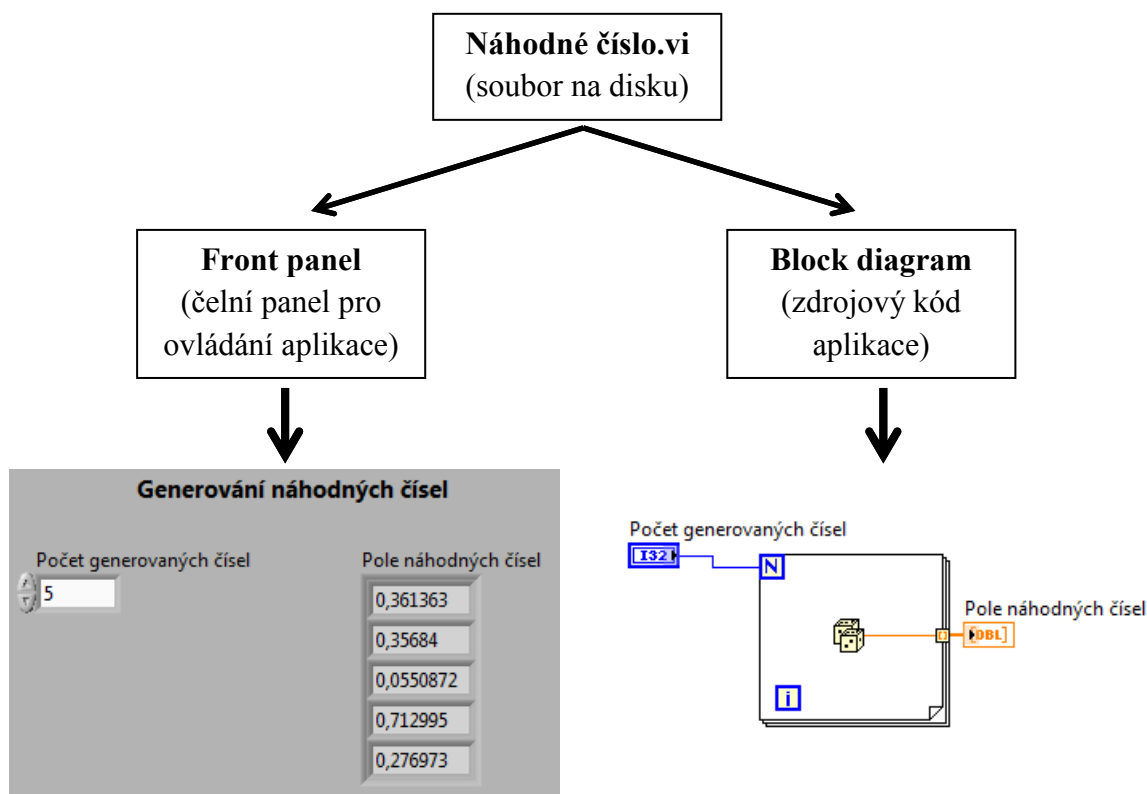 Náhodné číslo.vi
(soubor na disku)
Front panel
(čelní panel pro
ovládání aplikace)
Block diagram
(zdrojový kód
aplikace)
Generování náhodných čísel
Počet generovaných čísel
5
Pole náhodných čísel
0,361363
0,35684
0,0550872
0,712995
0,276973
Počet generovaných čísel
I32
N
i
Pole náhodných čísel
[DBL]